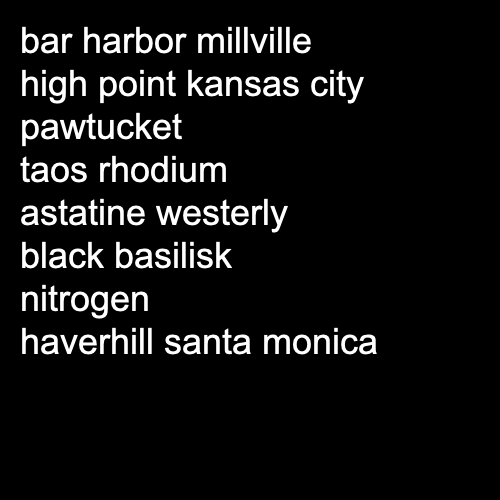 bar harbor millville
high point kansas city
pawtucket
taos rhodium
astatine westerly
black basilisk
nitrogen
haverhill santa monica